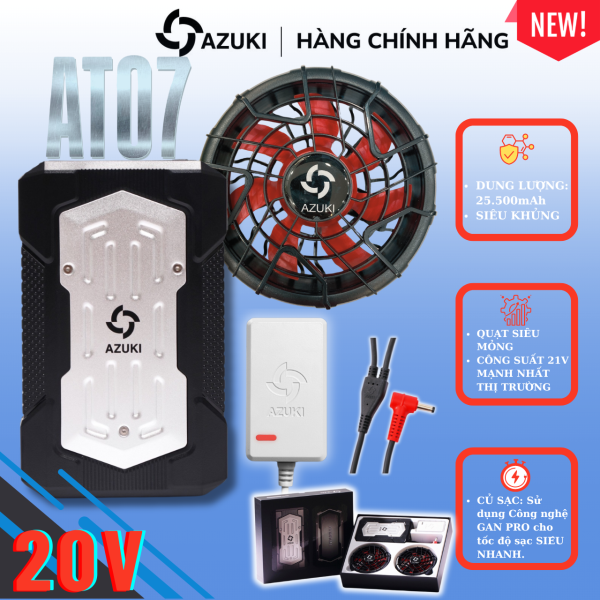 AZUKI | HÀNG CHÍNH HÃNG
NEW!
AT07
AZUKI
AZUKI
AZUKI
• DUNG LƯỢNG:
25.500mAh
• SIÊU KHỦNG
• QUẠT SIÊU
MỎNG
• CÔNG SUẤT 21V
MẠNH NHẤT
THỊ TRƯỜNG
• CỦ SẠC: Sử
dụng Công nghệ
GAN PRO cho
tốc độ sạc SIÊU
NHANH.
20V